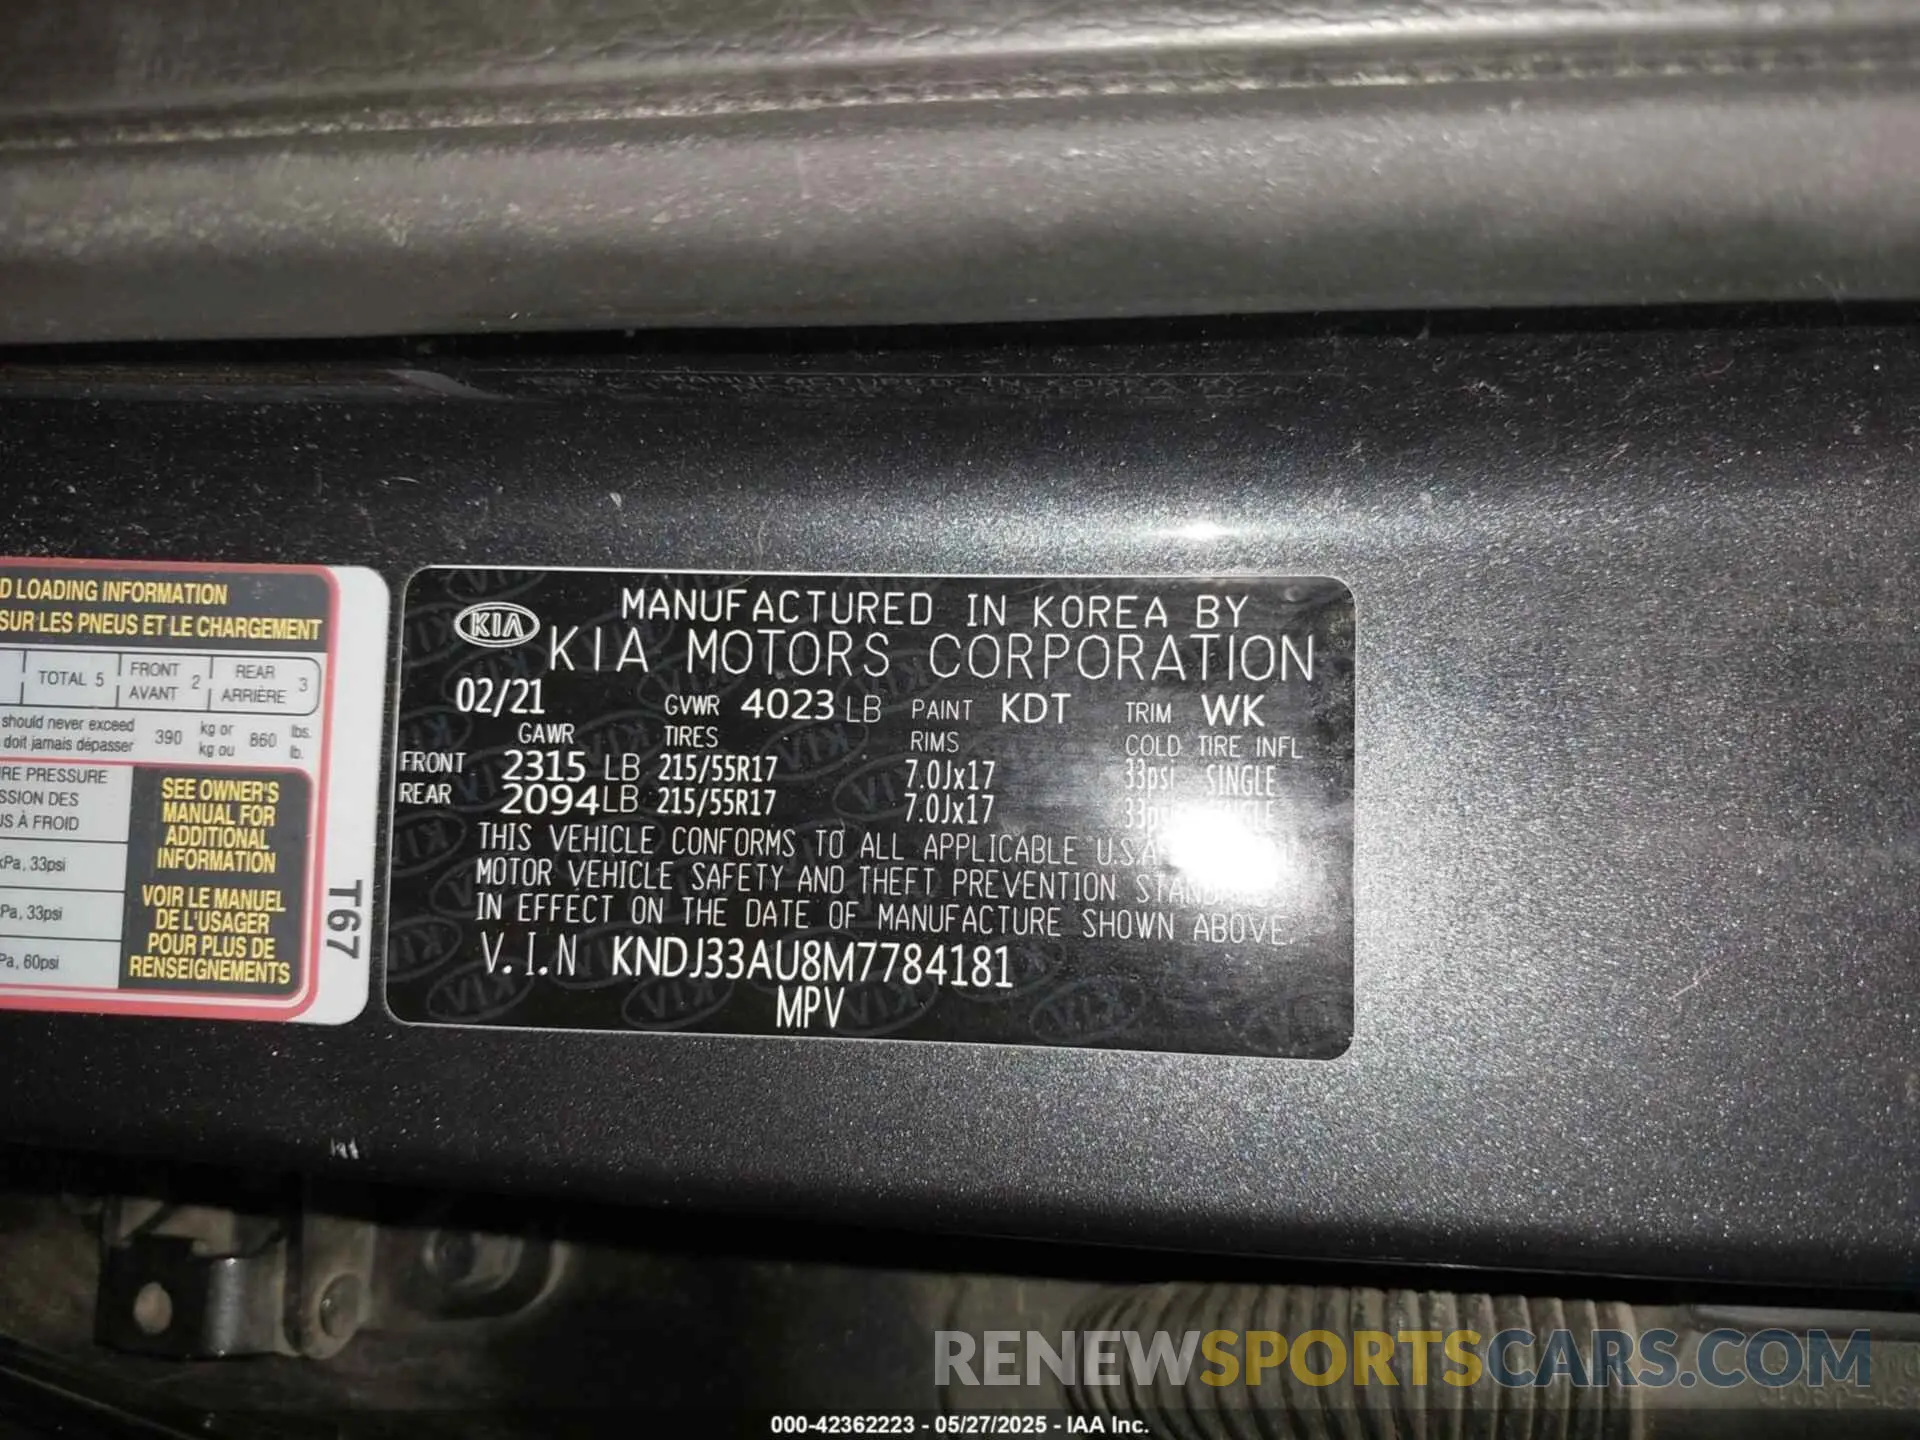 D LOADING INFORMATION
SUR LES PNEUS ET LE CHARGEMENT
TOTAL 5 FRONT AVANT 2 REAR ARRIÈRE 3
should never exceed
doit jamais dépasser 390 kg or kg ou 860 lbs. lb.
RE PRESSURE
SSION DES
S À FROID
kPa, 33psi
Pa, 33psi
Pa, 60psi
SEE OWNER'S
MANUAL FOR
ADDITIONAL
INFORMATION
VOIR LE MANUEL
DE L'USAGER
POUR PLUS DE
RENSEIGNEMENTS
T67
KIA
MANUFACTURED IN KOREA BY
KIA MOTORS CORPORATION
02/21 GVWR 4023 LB PAINT KDT TRIM WK
GAWR TIRES RIMS COLD TIRE INFL
FRONT 2315 LB 215/55R17 7.0Jx17 33psi SINGLE
REAR 2094LB 215/55R17 7.0Jx17 33psi
THIS VEHICLE CONFORMS TO ALL APPLICABLE U.S.A
MOTOR VEHICLE SAFETY AND THEFT PREVENTION
IN EFFECT ON THE DATE OF MANUFACTURE SHOWN ABOVE.
V.I.N KNDJ33AU8M7784181
MPV
RENEWSPORTSCARS.COM
000-42362223 - 05/27/2025 - IAA Inc.